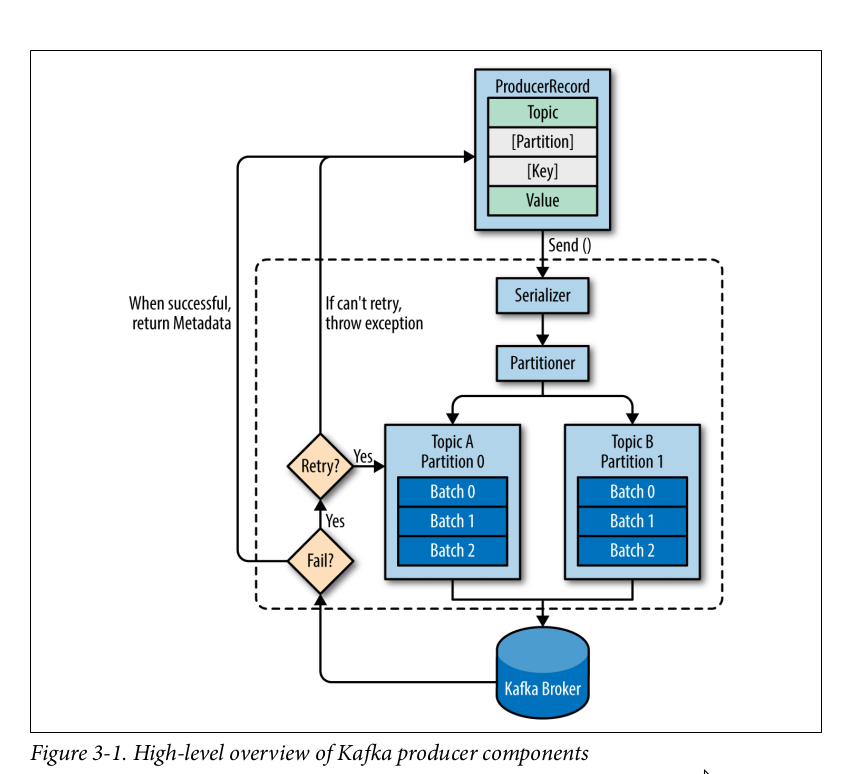 ProducerRecord
Topic
[Partition]
[Key]
Value
Send ()
Serializer
Partitioner
When successful,
return Metadata
If can't retry,
throw exception
Topic A
Partition 0
Batch 0
Batch 1
Batch 2
Topic B
Partition 1
Batch 0
Batch 1
Batch 2
Retry?
Yes
Yes
Fail?
Kafka Broker
Figure 3-1. High-level overview of Kafka producer components